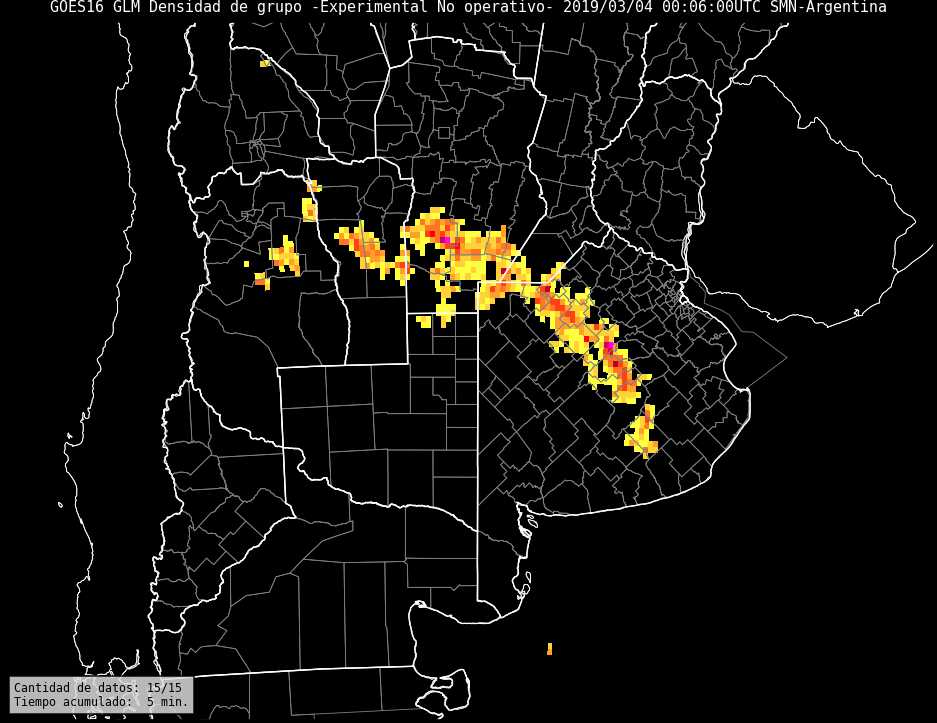 GOES16 GLM Densidad de grupo -Experimental No operativo- 2019/03/04 00:06:00UTC SMN-Argentina
Cantidad de datos: 15/15
Tiempo acumulado:  5 min.